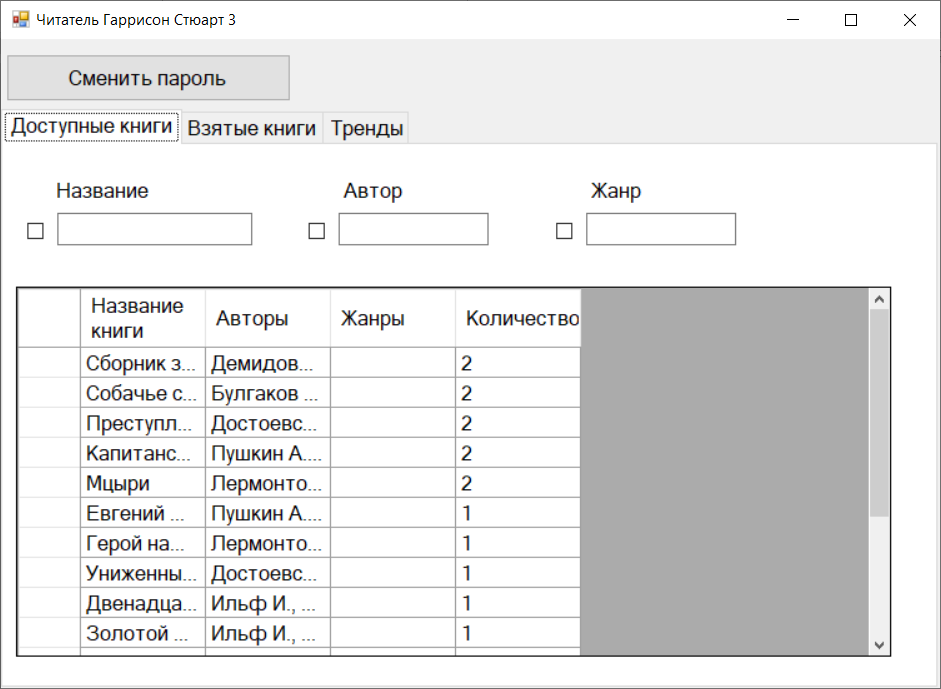 Читатель Гаррисон Стюарт 3
Сменить пароль
Доступные книги Взятые книги Тренды
Название Автор Жанр
Название книги Авторы Жанры Количество
Сборник з... Демидов... 2
Собачье с... Булгаков ... 2
Преступл... Достоевс... 2
Капитанс... Пушкин А.... 2
Мцыри Лермонто... 2
Евгений ... Пушкин А.... 1
Герой на... Лермонто... 1
Униженны... Достоевс... 1
Двенадца... Ильф И., ... 1
Золотой ... Ильф И., ... 1